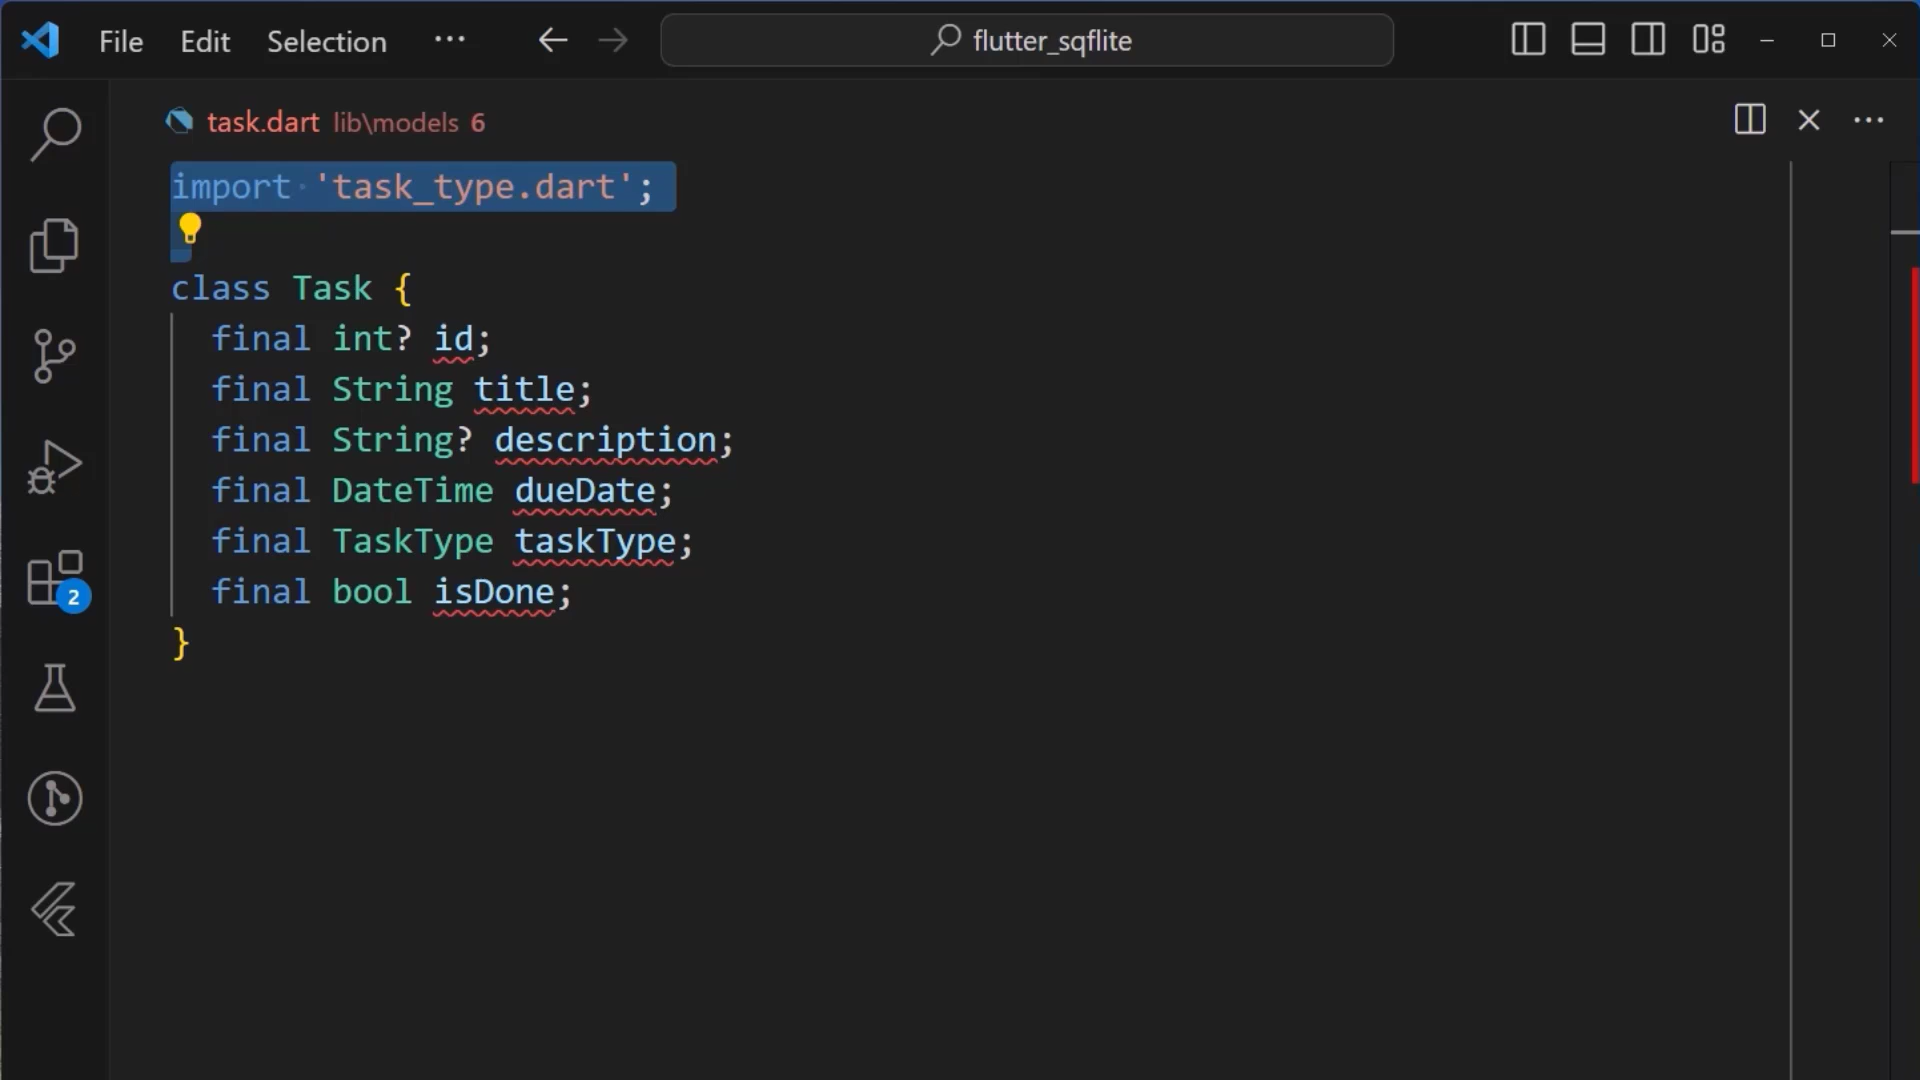 File Edit Selection ··· flutter_sqflite
task.dart lib\models 6
import 'task_type.dart';
class Task {
  final int? id;
  final String title;
  final String? description;
  final DateTime dueDate;
  final TaskType taskType;
  final bool isDone;
}
2